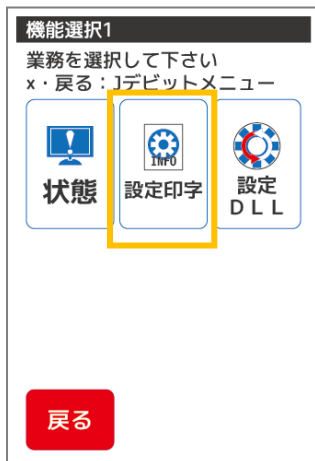 機能選択1
業務を選択して下さい
x・戻る：Jデビットメニュー
状態
INFO
設定印字
設定
ＤＬＬ
戻る